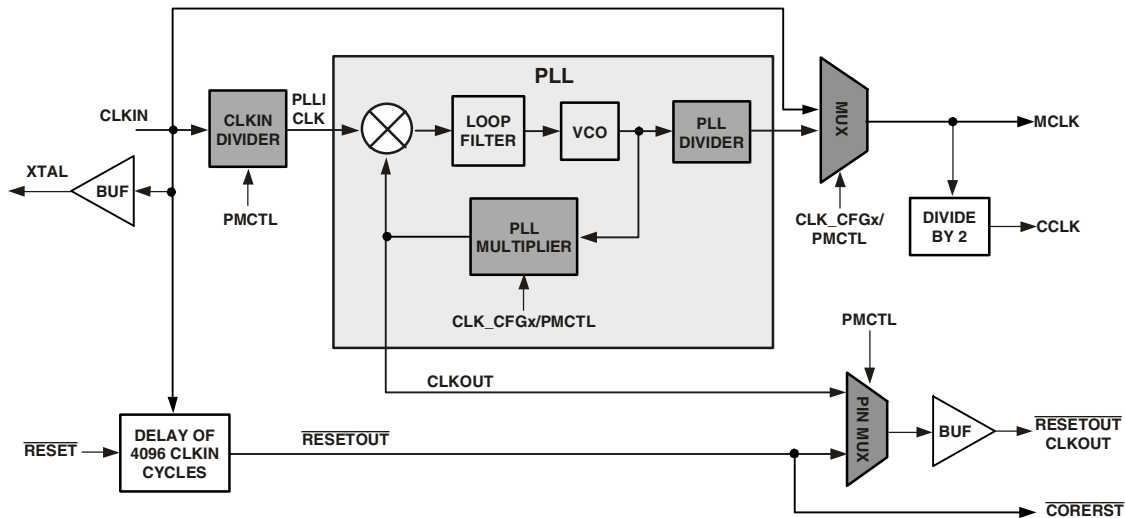 PLL
CLKIN
CLKIN
DIVIDER
PLLI
CLK
LOOP
FILTER
VCO
PLL
DIVIDER
MUX
MCLK
XTAL
BUF
PMCTL
PLL
MULTIPLIER
CLK_CFGx/
PMCTL
DIVIDE
BY 2
CCLK
CLK_CFGx/PMCTL
PMCTL
CLKOUT
PIN MUX
BUF
RESETOUT
CLKOUT
RESET
DELAY OF
4096 CLKIN
CYCLES
RESETOUT
CORERST